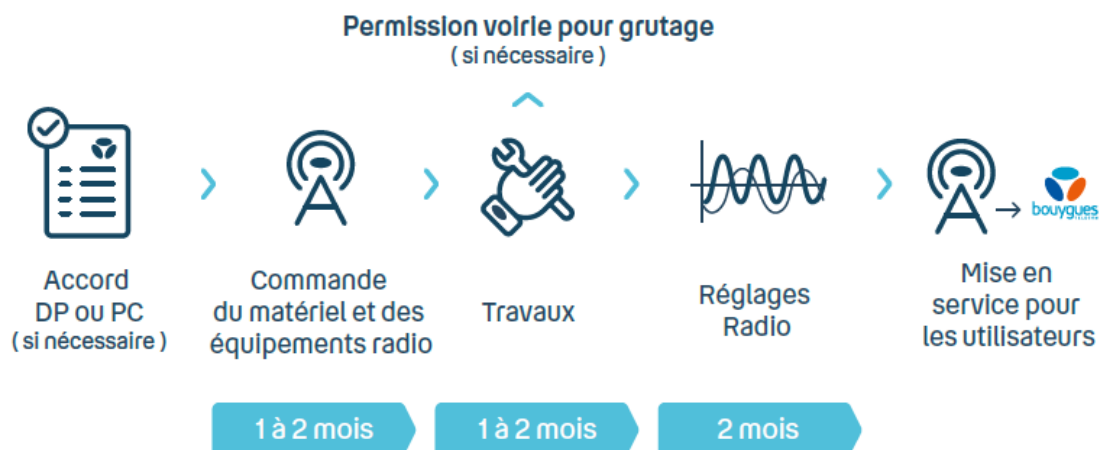 Permission voirie pour grutage
( si nécessaire )
Accord
DP ou PC
( si nécessaire )
Commande
du matériel et des
équipements radio
Travaux
Réglages
Radio
bouygues
TELECOM
Mise en
service pour
les utilisateurs
1 à 2 mois
1 à 2 mois
2 mois